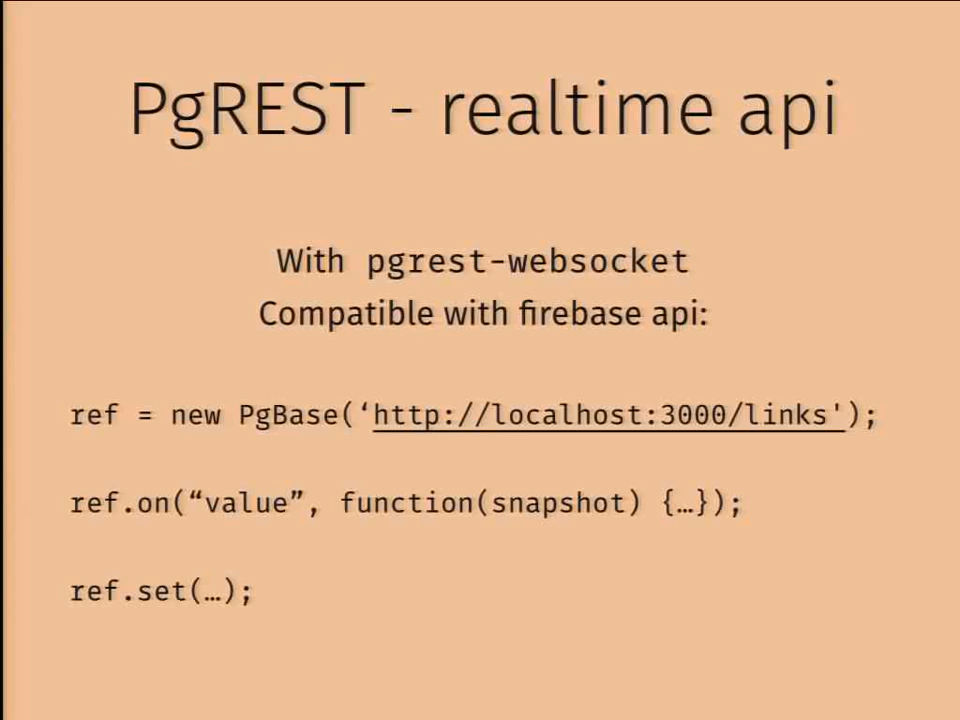 PgREST - realtime api
With pgrest-websocket
Compatible with firebase api:
ref = new PgBase(‘http://localhost:3000/links');
ref.on(“value”, function(snapshot) {…});
ref.set(…);